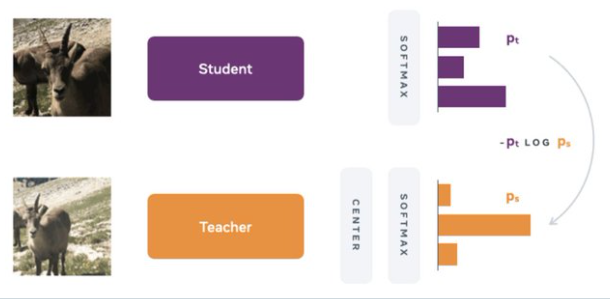 Student
SOFTMAX
pt
-pt LOG ps
Teacher
CENTER
SOFTMAX
ps